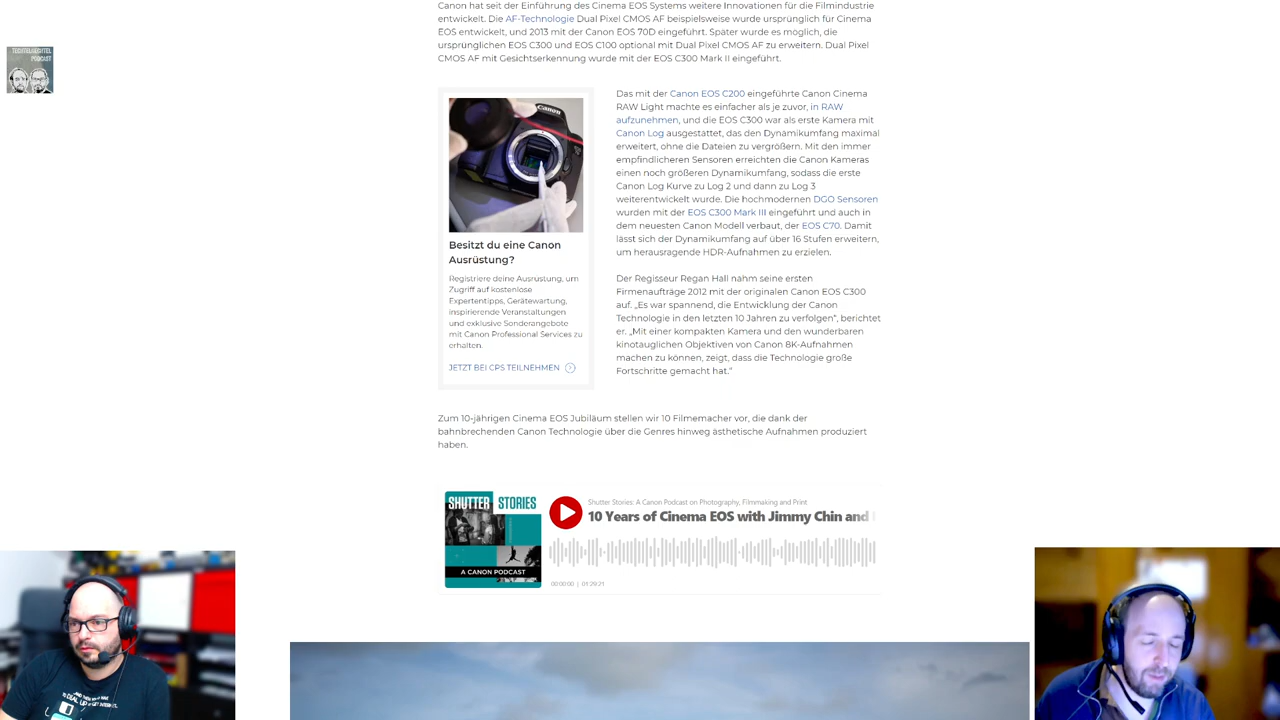 Canon hat seit der Einführung des Cinema EOS Systems weitere Innovationen für die Filmindustrie
entwickelt. Die AF-Technologie Dual Pixel CMOS AF beispielsweise wurde ursprünglich für Cinema
EOS entwickelt, und 2013 mit der Canon EOS 70D eingeführt. Später wurde es möglich, die
ursprünglichen EOS C300 und EOS C100 optional mit Dual Pixel CMOS AF zu erweitern. Dual Pixel
CMOS AF mit Gesichtserkennung wurde mit der EOS C300 Mark II eingeführt.
TECHTELMECHTEL
PODCAST
Canon
Besitzt du eine Canon
Ausrüstung?
Registriere deine Ausrüstung, um
Zugriff auf kostenlose
Expertentipps, Gerätewartung,
inspirierende Veranstaltungen
und exklusive Sonderangebote
mit Canon Professional Services zu
erhalten.
JETZT BEI CPS TEILNEHMEN
Das mit der Canon EOS C200 eingeführte Canon Cinema
RAW Light machte es einfacher als je zuvor, in RAW
aufzunehmen, und die EOS C300 war als erste Kamera mit
Canon Log ausgestattet, das den Dynamikumfang maximal
erweitert, ohne die Dateien zu vergrößern. Mit den immer
empfindlicheren Sensoren erreichten die Canon Kameras
einen noch größeren Dynamikumfang, sodass die erste
Canon Log Kurve zu Log 2 und dann zu Log 3
weiterentwickelt wurde. Die hochmodernen DGO Sensoren
wurden mit der EOS C300 Mark III eingeführt und auch in
dem neuesten Canon Modell verbaut, der EOS C70. Damit
lässt sich der Dynamikumfang auf über 16 Stufen erweitern,
um herausragende HDR-Aufnahmen zu erzielen.
Der Regisseur Regan Hall nahm seine ersten
Firmenaufträge 2012 mit der originalen Canon EOS C300
auf. „Es war spannend, die Entwicklung der Canon
Technologie in den letzten 10 Jahren zu verfolgen“, berichtet
er. „Mit einer kompakten Kamera und den wunderbaren
kinotauglichen Objektiven von Canon 8K-Aufnahmen
machen zu können, zeigt, dass die Technologie große
Fortschritte gemacht hat.“
Zum 10-jährigen Cinema EOS Jubiläum stellen wir 10 Filmemacher vor, die dank der
bahnbrechenden Canon Technologie über die Genres hinweg ästhetische Aufnahmen produziert
haben.
SHUTTER STORIES
A CANON PODCAST
Shutter Stories: A Canon Podcast on Photography, Filmmaking and Print
10 Years of Cinema EOS with Jimmy Chin and
00:00:00 | 01:29:21